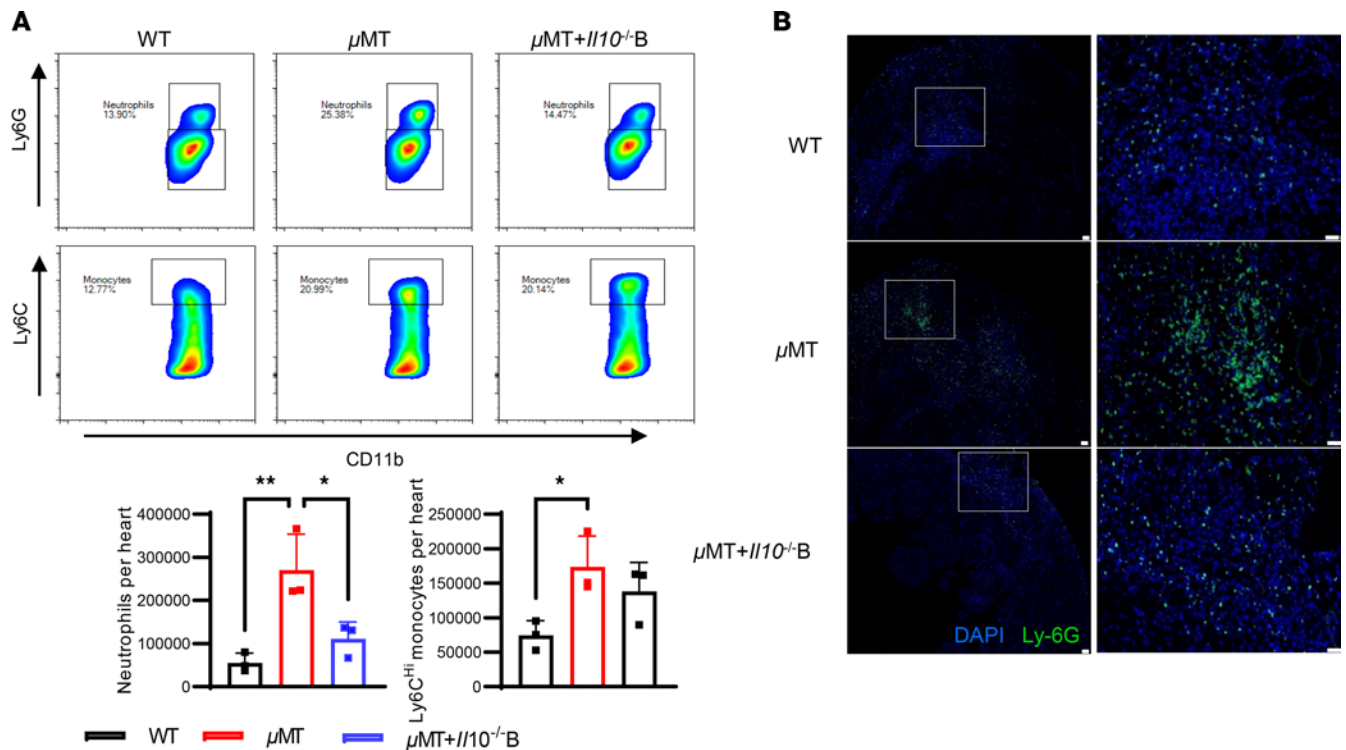 A
B
WT
μMT
μMT+Il10-/-B
Ly6G
Neutrophils
13.90%
Neutrophils
25.38%
Neutrophils
14.47%
Ly6C
Monocytes
12.77%
Monocytes
20.99%
Monocytes
20.14%
CD11b
Neutrophils per heart
400000
300000
200000
100000
0
**
*
Ly6CHi monocytes per heart
250000
200000
150000
100000
50000
0
*
WT
μMT
μMT+Il10-/-B
WT
μMT
μMT+Il10-/-B
DAPI Ly-6G